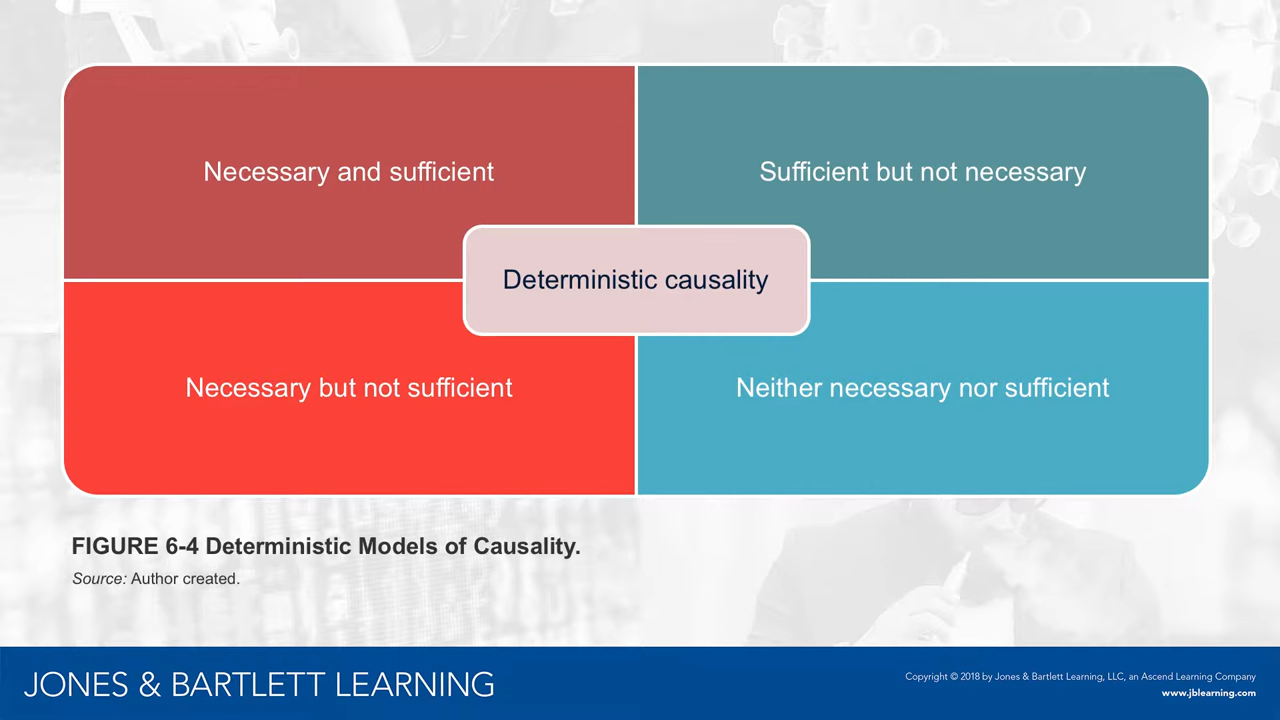 Necessary and sufficient
Sufficient but not necessary
Deterministic causality
Necessary but not sufficient
Neither necessary nor sufficient
FIGURE 6-4 Deterministic Models of Causality.
Source: Author created.
JONES & BARTLETT LEARNING
Copyright © 2018 by Jones & Bartlett Learning, LLC, an Ascend Learning Company
www.jblearning.com